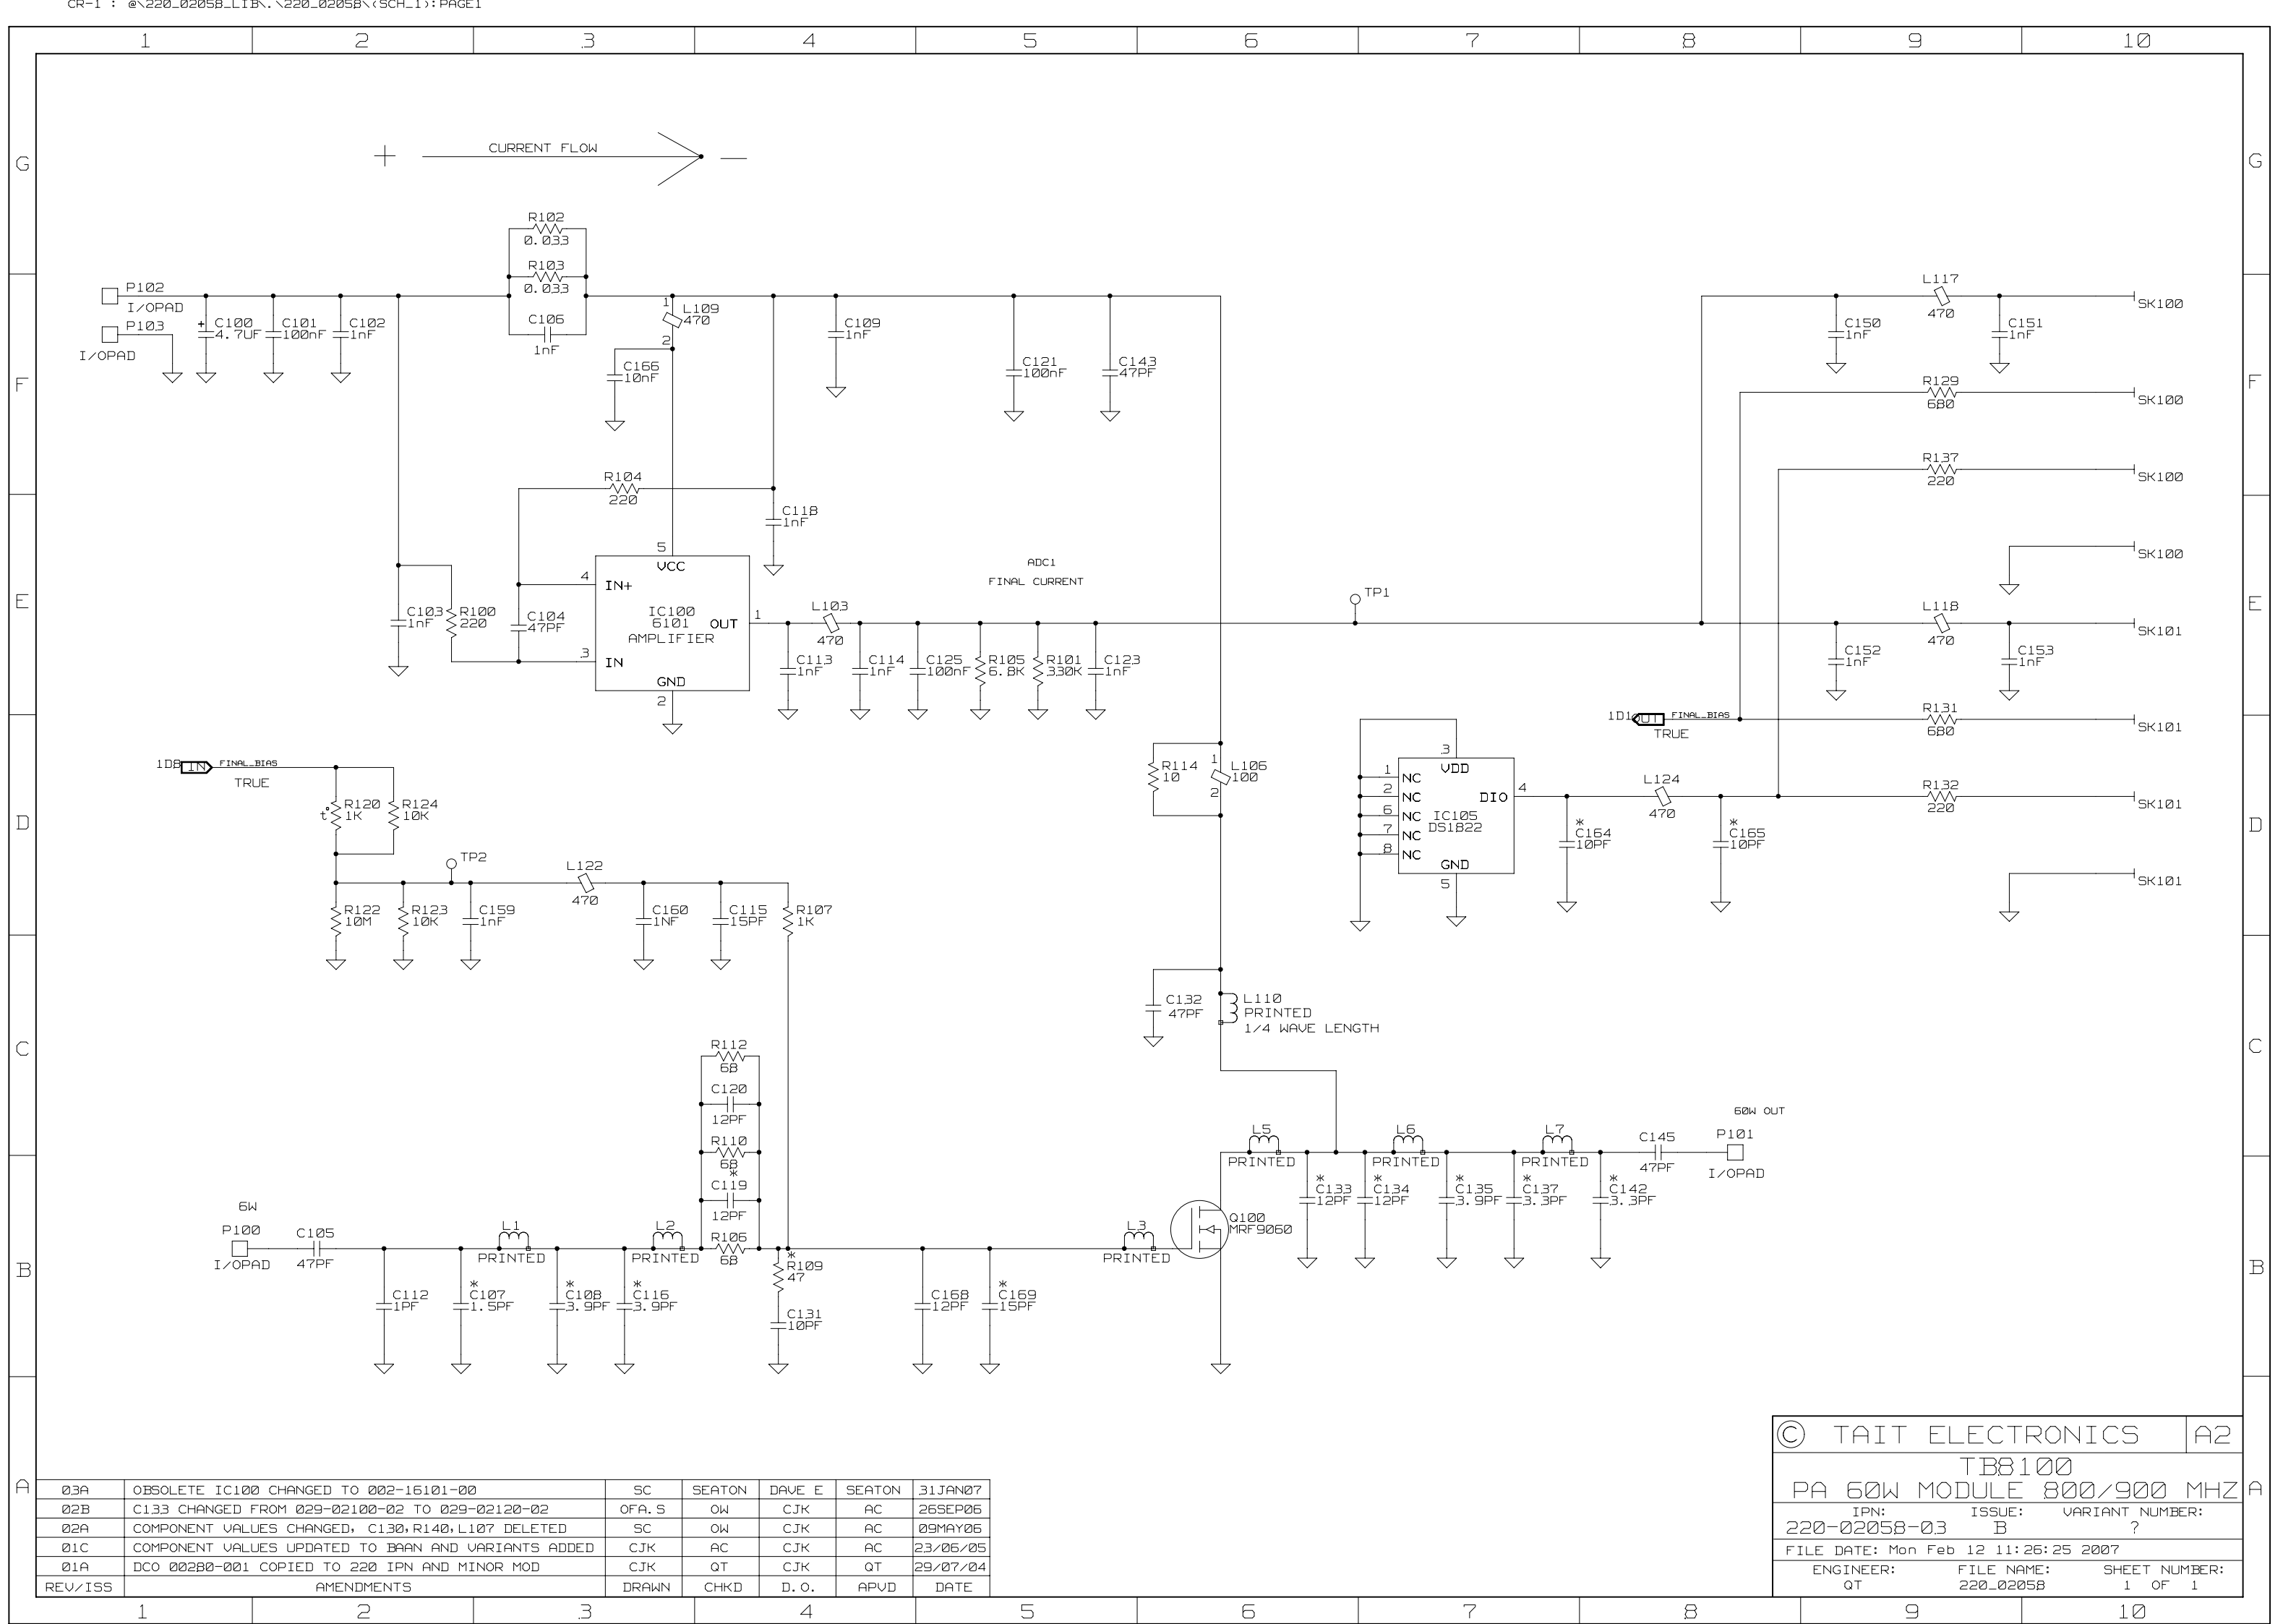 CR-1 : @\220_02058_LIB\.\220_02058\(SCH_1):PAGE1
1 2 3 4 5 6 7 8 9 10
G G
CURRENT FLOW
+ —
R102
0.033
R103
0.033
C106
1nF
P102
I/OPAD
P103
I/OPAD
+ C100
4.7UF
C101
100nF
C102
1nF
1
L109
470
2
C166
10nF
C109
1nF
C121
100nF
C143
47PF
C150
1nF
L117
470
C151
1nF
SK100
F F
R129
680
SK100
R137
220
SK100
R104
220
C118
1nF
SK100
E E
C103
1nF
R100
220
C104
47PF
5
VCC
4
IN+
IC100
6101
AMPLIFIER
OUT
1
3
IN
GND
2
L103
470
ADC1
FINAL CURRENT
C113
1nF
C114
1nF
C125
100nF
R105
6.8K
R101
330K
C123
1nF
TP1
L118
470
C152
1nF
C153
1nF
SK101
1D1 OUT FINAL_BIAS
TRUE
R131
680
SK101
D D
1D8 IN FINAL_BIAS
TRUE
t°
R120
1K
R124
10K
TP2
L122
470
R122
10M
R123
10K
C159
1nF
C160
1NF
C115
15PF
R107
1K
R114
10
1
L106
100
2
3
VDD
1 NC
2 NC
6 NC
7 NC
8 NC
IC105
DS1822
DIO
4
GND
5
L124
470
*
C164
10PF
*
C165
10PF
R132
220
SK101
SK101
C C
C132
47PF
L110
PRINTED
1/4 WAVE LENGTH
R112
68
C120
12PF
R110
68
*
C119
12PF
R106
68
L5
PRINTED
L6
PRINTED
L7
PRINTED
C145
47PF
60W OUT
P101
I/OPAD
*
C133
12PF
*
C134
12PF
*
C135
3.9PF
*
C137
3.3PF
*
C142
3.3PF
B B
6W
P100
I/OPAD
C105
47PF
L1
PRINTED
L2
PRINTED
L3
PRINTED
Q100
MRF9060
C112
1PF
*
C107
1.5PF
*
C108
3.9PF
*
C116
3.9PF
*
R109
47
C131
10PF
C168
12PF
*
C169
15PF
A A
03A OBSOLETE IC100 CHANGED TO 002-16101-00 SC SEATON DAVE E SEATON 31JAN07
02B C133 CHANGED FROM 029-02100-02 TO 029-02120-02 OFA.S OW CJK AC 26SEP06
02A COMPONENT VALUES CHANGED, C130,R140,L107 DELETED SC OW CJK AC 09MAY06
01C COMPONENT VALUES UPDATED TO BAAN AND VARIANTS ADDED CJK AC CJK AC 23/06/05
01A DCO 00280-001 COPIED TO 220 IPN AND MINOR MOD CJK QT CJK QT 29/07/04
REV/ISS AMENDMENTS DRAWN CHKD D.O. APVD DATE
© TAIT ELECTRONICS A2
TB8100
PA 60W MODULE 800/900 MHZ
IPN: ISSUE: VARIANT NUMBER:
220-02058-03 B ?
FILE DATE: Mon Feb 12 11:26:25 2007
ENGINEER: FILE NAME: SHEET NUMBER:
QT 220_02058 1 OF 1
1 2 3 4 5 6 7 8 9 10